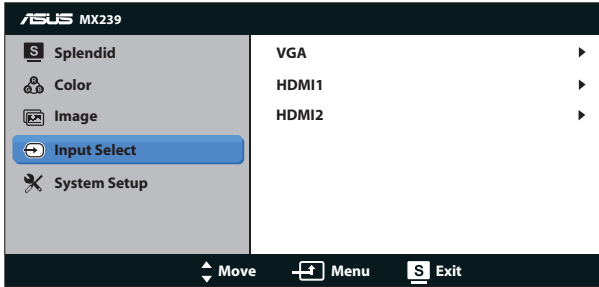 ASUS MX239
S Splendid
R G B Color
Image
Input Select
System Setup
VGA
HDMI1
HDMI2
Move Menu S Exit